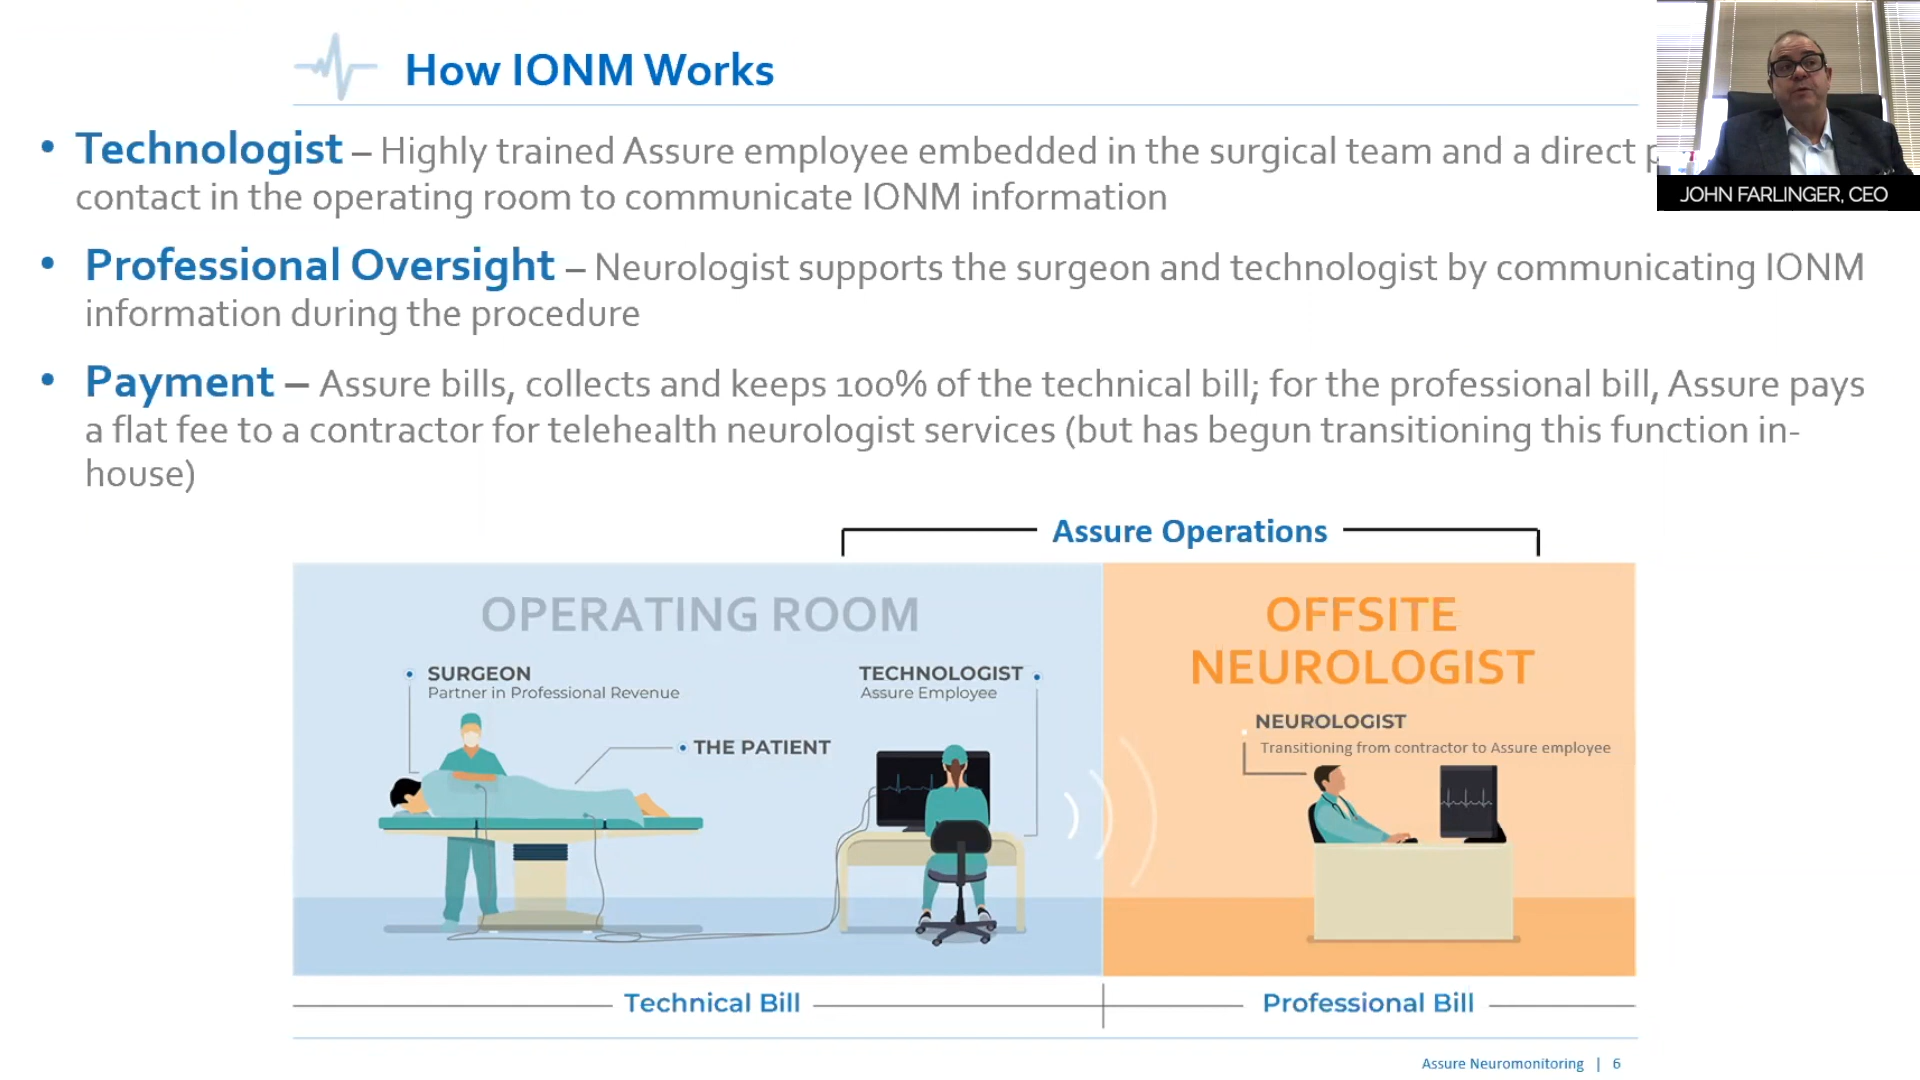 How IONM Works
• Technologist – Highly trained Assure employee embedded in the surgical team and a direct
contact in the operating room to communicate IONM information
• Professional Oversight – Neurologist supports the surgeon and technologist by communicating IONM
information during the procedure
• Payment – Assure bills, collects and keeps 100% of the technical bill; for the professional bill, Assure pays
a flat fee to a contractor for telehealth neurologist services (but has begun transitioning this function in-
house)
JOHN FARLINGER, CEO
Assure Operations
OPERATING ROOM
SURGEON
Partner in Professional Revenue
THE PATIENT
TECHNOLOGIST
Assure Employee
OFFSITE
NEUROLOGIST
NEUROLOGIST
Transitioning from contractor to Assure employee
Technical Bill
Professional Bill
Assure Neuromonitoring | 6